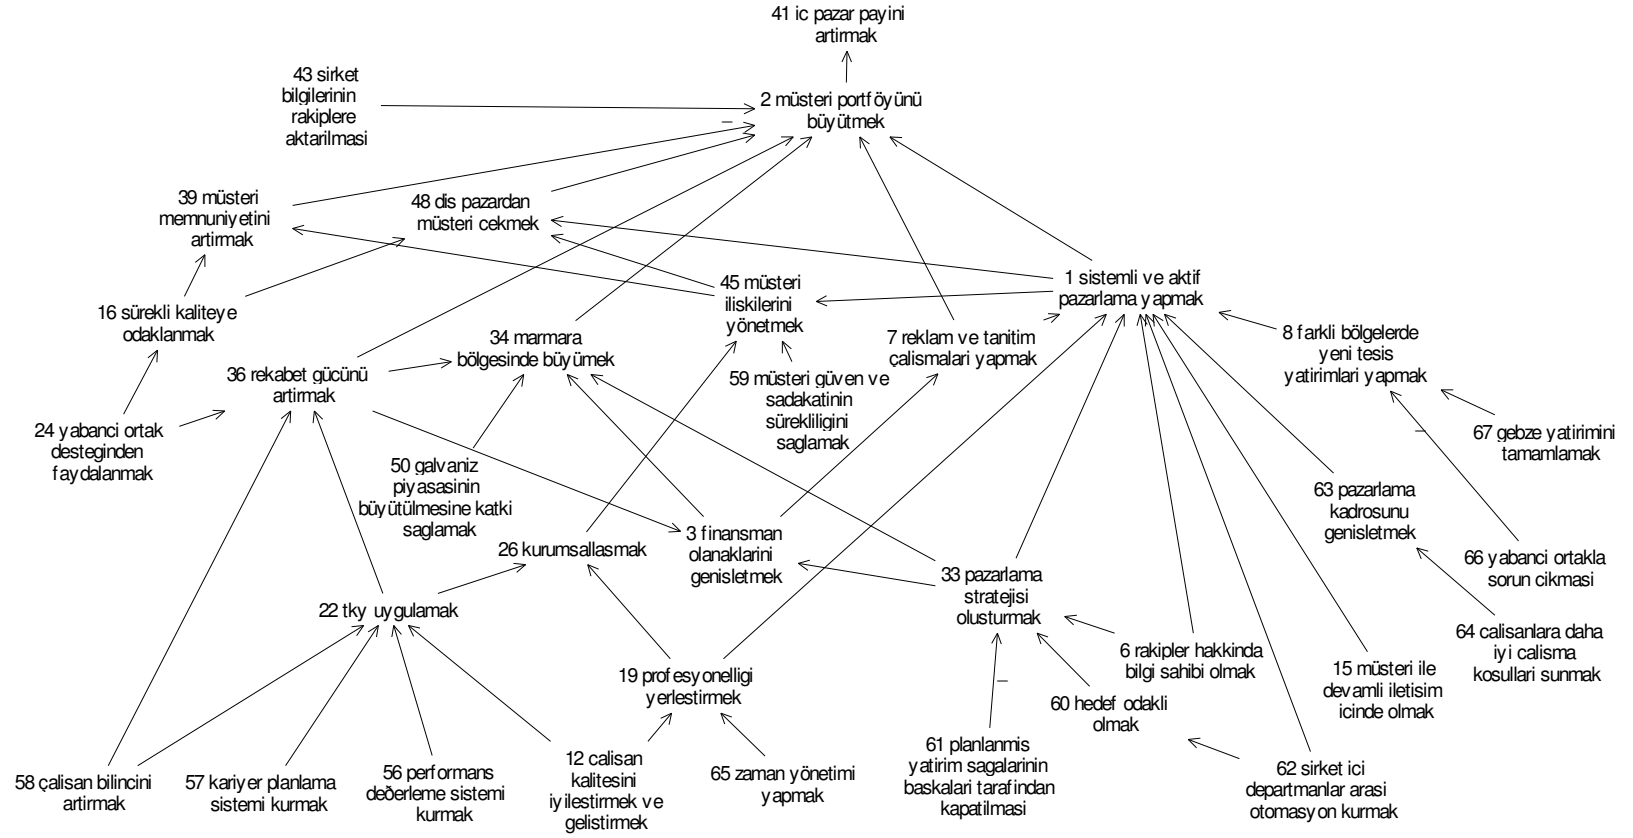 41 ic pazar payini
artirmak
43 sirket
bilgilerinin
rakiplere
aktarilmasi
2 müsteri portföyünü
büyütmek
39 müsteri
memnuniyetini
artirmak
48 dis pazardan
müsteri cekmek
1 sistemli ve aktif
pazarlama yapmak
45 müsteri
iliskilerini
yönetmek
16 sürekli kaliteye
odaklanmak
34 marmara
bölgesinde büyümek
7 reklam ve tanitim
çalismalari yapmak
8 farkli bölgelerde
yeni tesis
yatirimlari yapmak
36 rekabet gücünü
artirmak
59 müsteri güven ve
sadakatinin
sürekliligini
saglamak
24 yabanci ortak
desteginden
faydalanmak
67 gebze yatirimini
tamamlamak
50 galvaniz
piyasasinin
büyütülmesine katki
saglamak
63 pazarlama
kadrosunu
genisletmek
3 finansman
olanaklarini
genisletmek
26 kurumsallasmak
66 yabanci ortakla
sorun cikmasi
33 pazarlama
stratejisi
olusturmak
22 tky uygulamak
64 calisanlara daha
iyi calisma
kosullari sunmak
6 rakipler hakkinda
bilgi sahibi olmak
15 müsteri ile
devamli iletisim
icinde olmak
19 profesyonelligi
yerlestirmek
60 hedef odakli
olmak
61 planlanmis
yatirim sagalarinin
baskalari tarafindan
kapatilmasi
62 sirket ici
departmanlar arasi
otomasyon kurmak
58 çalisan bilincini
artirmak
57 kariyer planlama
sistemi kurmak
56 performans
deðerleme sistemi
kurmak
12 calisan
kalitesini
iyilestirmek ve
gelistirmek
65 zaman yönetimi
yapmak